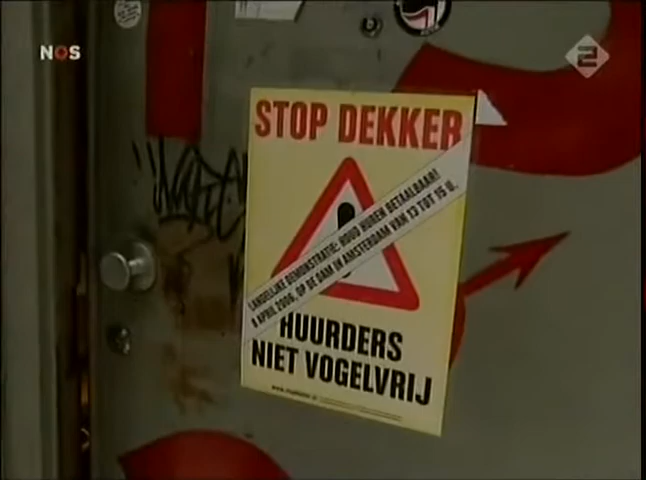 NOS
2
STOP DEKKER
LANDELIJKE DEMONSTRATIE: HOUD HUREN BETAALBAAR!
8 APRIL 2006, OP DE DAM IN AMSTERDAM VAN 13 TOT 15 U.
HUURDERS
NIET VOGELVRIJ